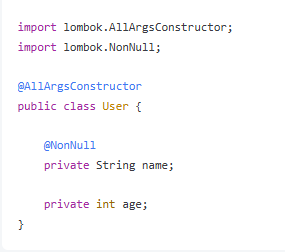 import lombok.AllArgsConstructor;
import lombok.NonNull;
@AllArgsConstructor
public class User {
@NonNull
private String name;
private int age;
}